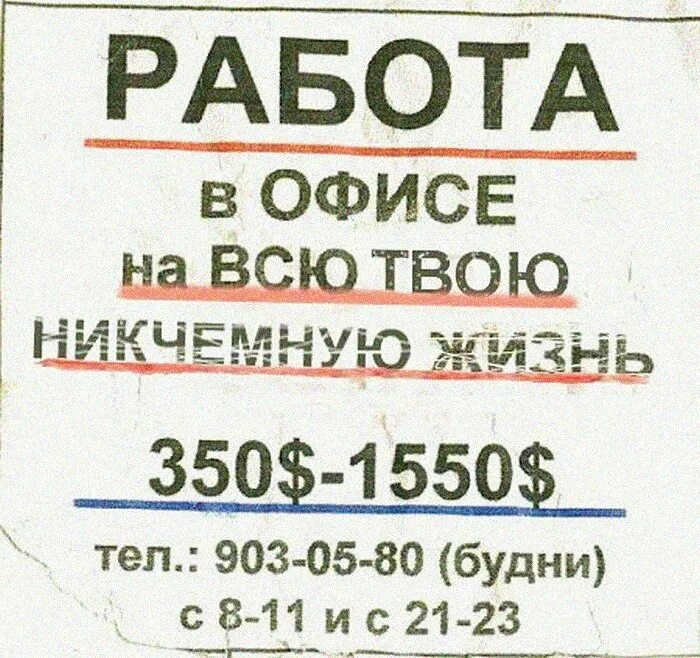 РАБОТА
в ОФИСЕ
на ВСЮ ТВОЮ
НИКЧЕМНУЮ ЖИЗНЬ
350$-1550$
тел.: 903-05-80 (будни)
с 8-11 и с 21-23